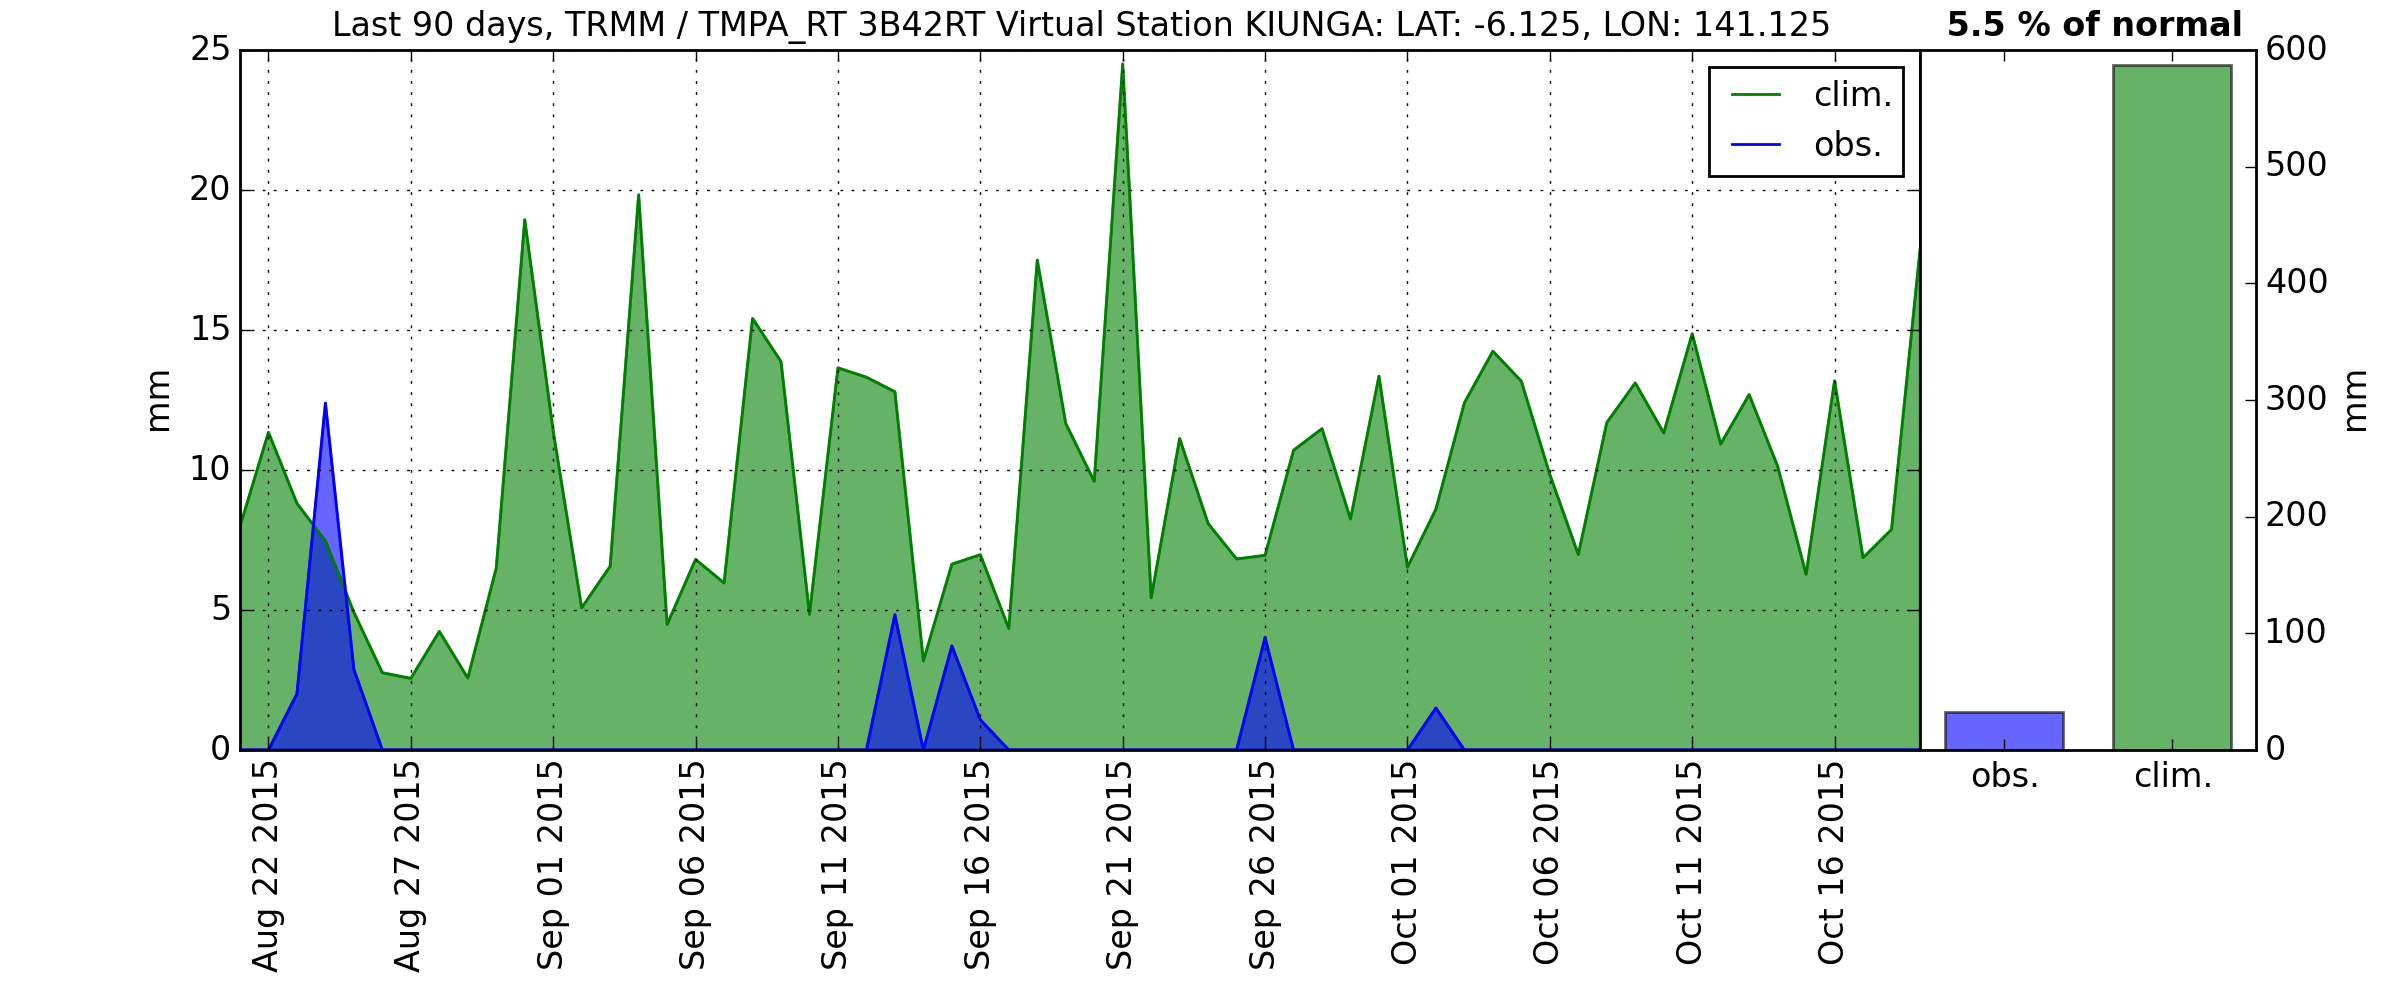 Last 90 days, TRMM / TMPA_RT 3B42RT Virtual Station KIUNGA: LAT: -6.125, LON: 141.125
5.5 % of normal
25
20
15
10
5
0
mm
clim.
obs.
600
500
400
300
200
100
0
mm
Aug 22 2015
Aug 27 2015
Sep 01 2015
Sep 06 2015
Sep 11 2015
Sep 16 2015
Sep 21 2015
Sep 26 2015
Oct 01 2015
Oct 06 2015
Oct 11 2015
Oct 16 2015
obs.
clim.